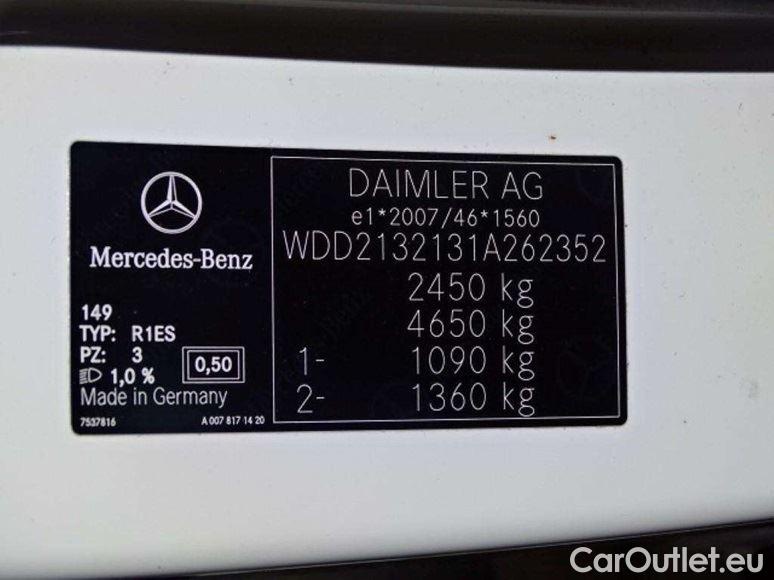 Mercedes-Benz
149
TYP: R1ES
PZ: 3
1,0 %
0,50
Made in Germany
7537816
A 007 817 14 20
DAIMLER AG
e1*2007/46*1560
WDD2132131A262352
2450 kg
4650 kg
1- 1090 kg
2- 1360 kg
CarOutlet.eu